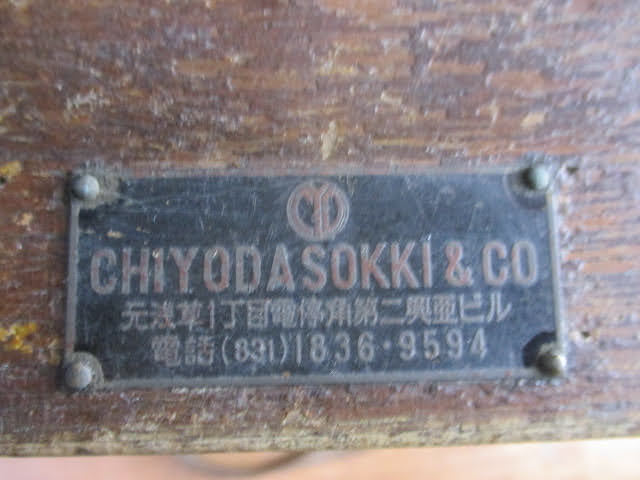 CHIYODASOKKI & CO
元浅草1丁目電停角第二興亜ビル
電話(831)1836・9594